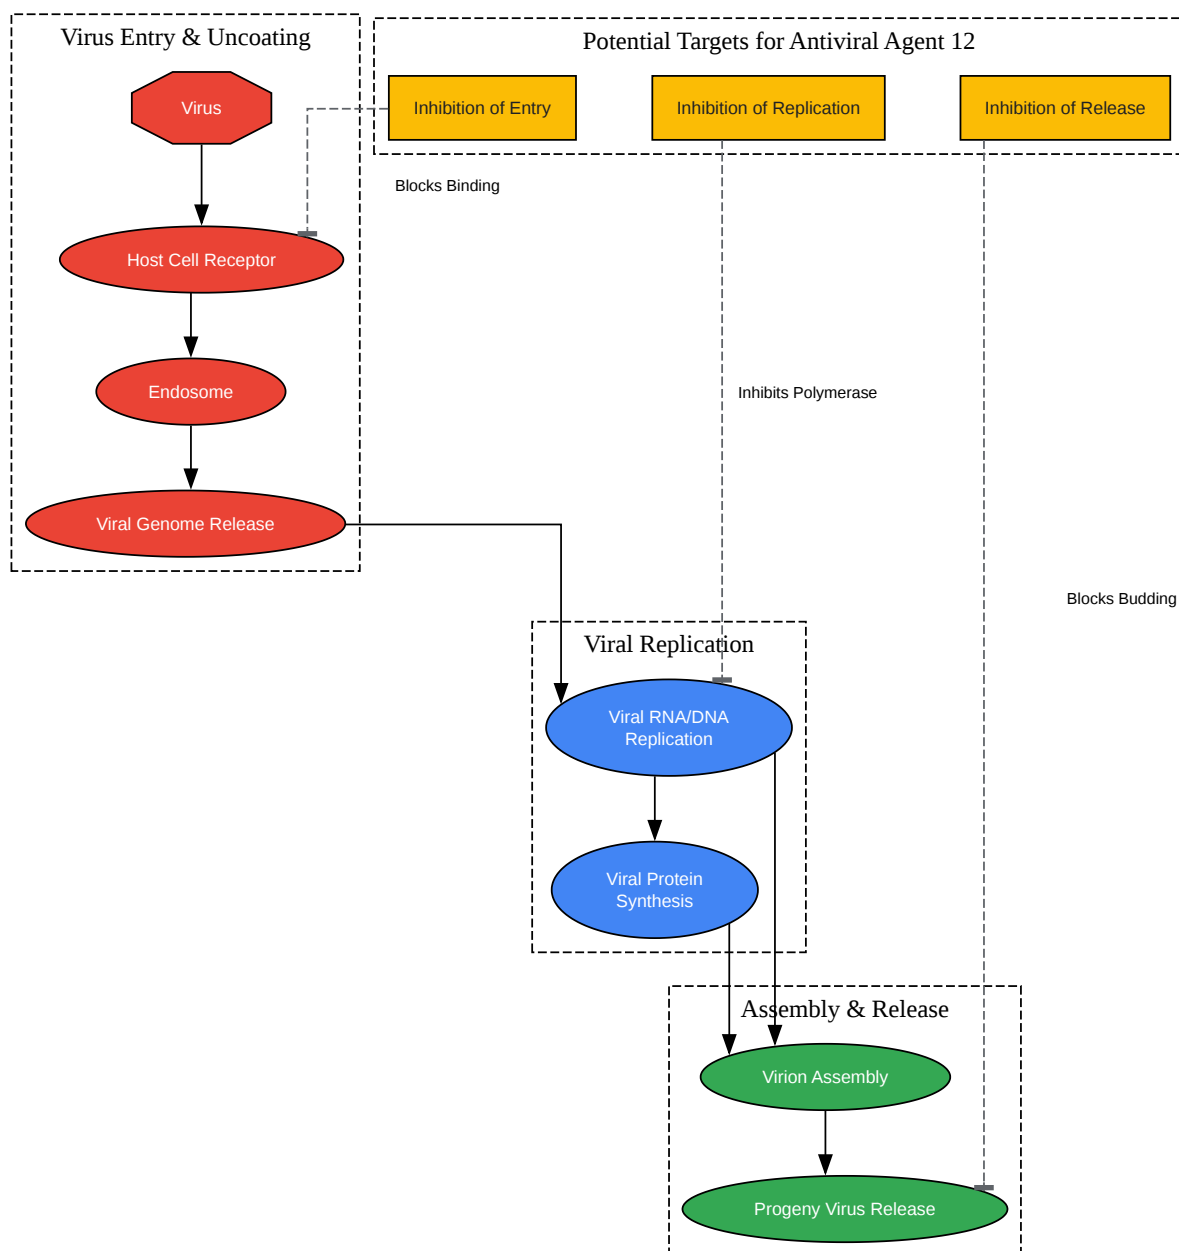 Virus Entry & Uncoating
Potential Targets for Antiviral Agent 12
Virus
Inhibition of Entry
Inhibition of Replication
Inhibition of Release
Blocks Binding
Host Cell Receptor
Endosome
Inhibits Polymerase
Viral Genome Release
Blocks Budding
Viral Replication
Viral RNA/DNA
Replication
Viral Protein
Synthesis
Assembly & Release
Virion Assembly
Progeny Virus Release